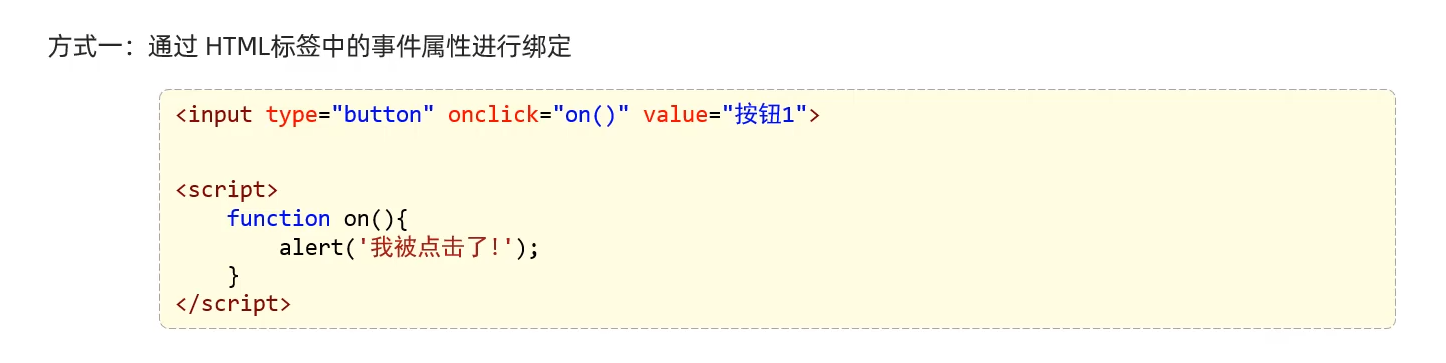 方式一：通过 HTML标签中的事件属性进行绑定
<input type="button" onclick="on()" value="按钮1">
<script>
    function on(){
        alert('我被点击了!');
    }
</script>